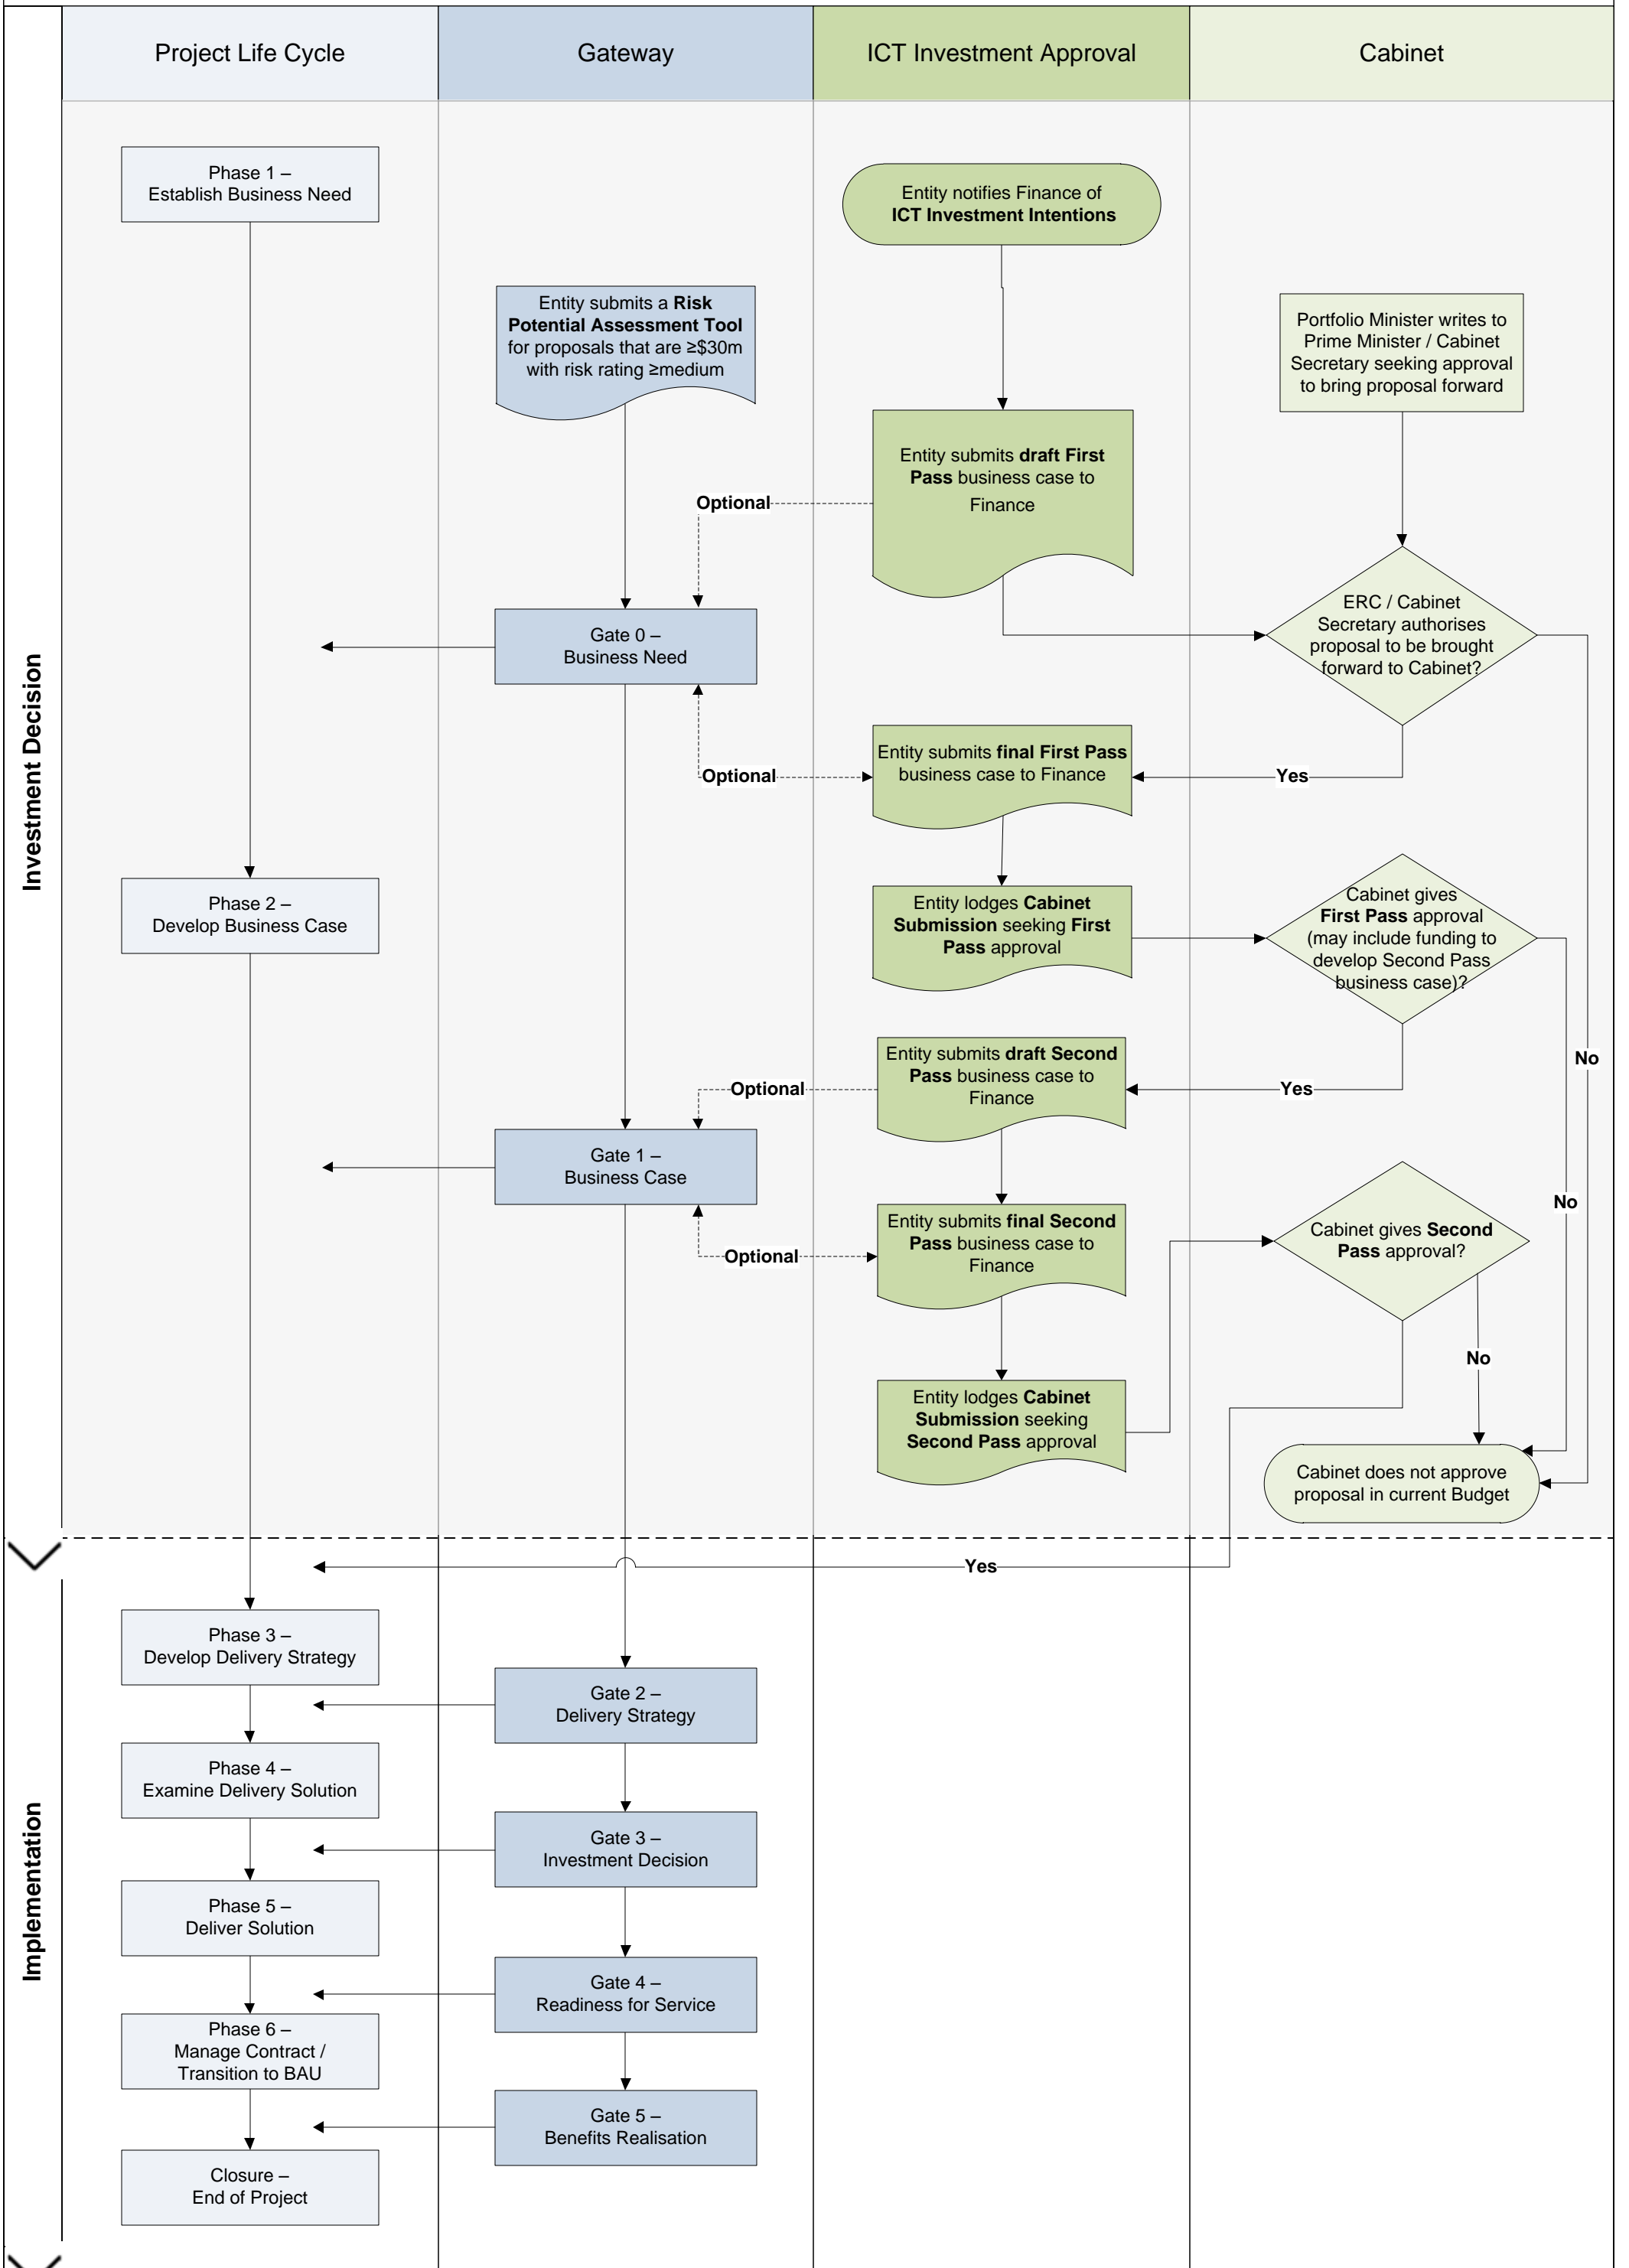 Project Life Cycle
Gateway
ICT Investment Approval
Cabinet
Investment Decision
Phase 1 –
Establish Business Need
Entity notifies Finance of
ICT Investment Intentions
Entity submits a Risk
Potential Assessment Tool
for proposals that are ≥$30m
with risk rating ≥medium
Portfolio Minister writes to
Prime Minister / Cabinet
Secretary seeking approval
to bring proposal forward
Entity submits draft First
Pass business case to
Finance
Optional
Gate 0 –
Business Need
ERC / Cabinet
Secretary authorises
proposal to be brought
forward to Cabinet?
Entity submits final First Pass
business case to Finance
Optional
Yes
Phase 2 –
Develop Business Case
Entity lodges Cabinet
Submission seeking First
Pass approval
Cabinet gives
First Pass approval
(may include funding to
develop Second Pass
business case)?
No
Entity submits draft Second
Pass business case to
Finance
Optional
Yes
Gate 1 –
Business Case
No
Entity submits final Second
Pass business case to
Finance
Optional
Cabinet gives Second
Pass approval?
No
Entity lodges Cabinet
Submission seeking
Second Pass approval
Cabinet does not approve
proposal in current Budget
Yes
Implementation
Phase 3 –
Develop Delivery Strategy
Gate 2 –
Delivery Strategy
Phase 4 –
Examine Delivery Solution
Gate 3 –
Investment Decision
Phase 5 –
Deliver Solution
Gate 4 –
Readiness for Service
Phase 6 –
Manage Contract /
Transition to BAU
Gate 5 –
Benefits Realisation
Closure –
End of Project